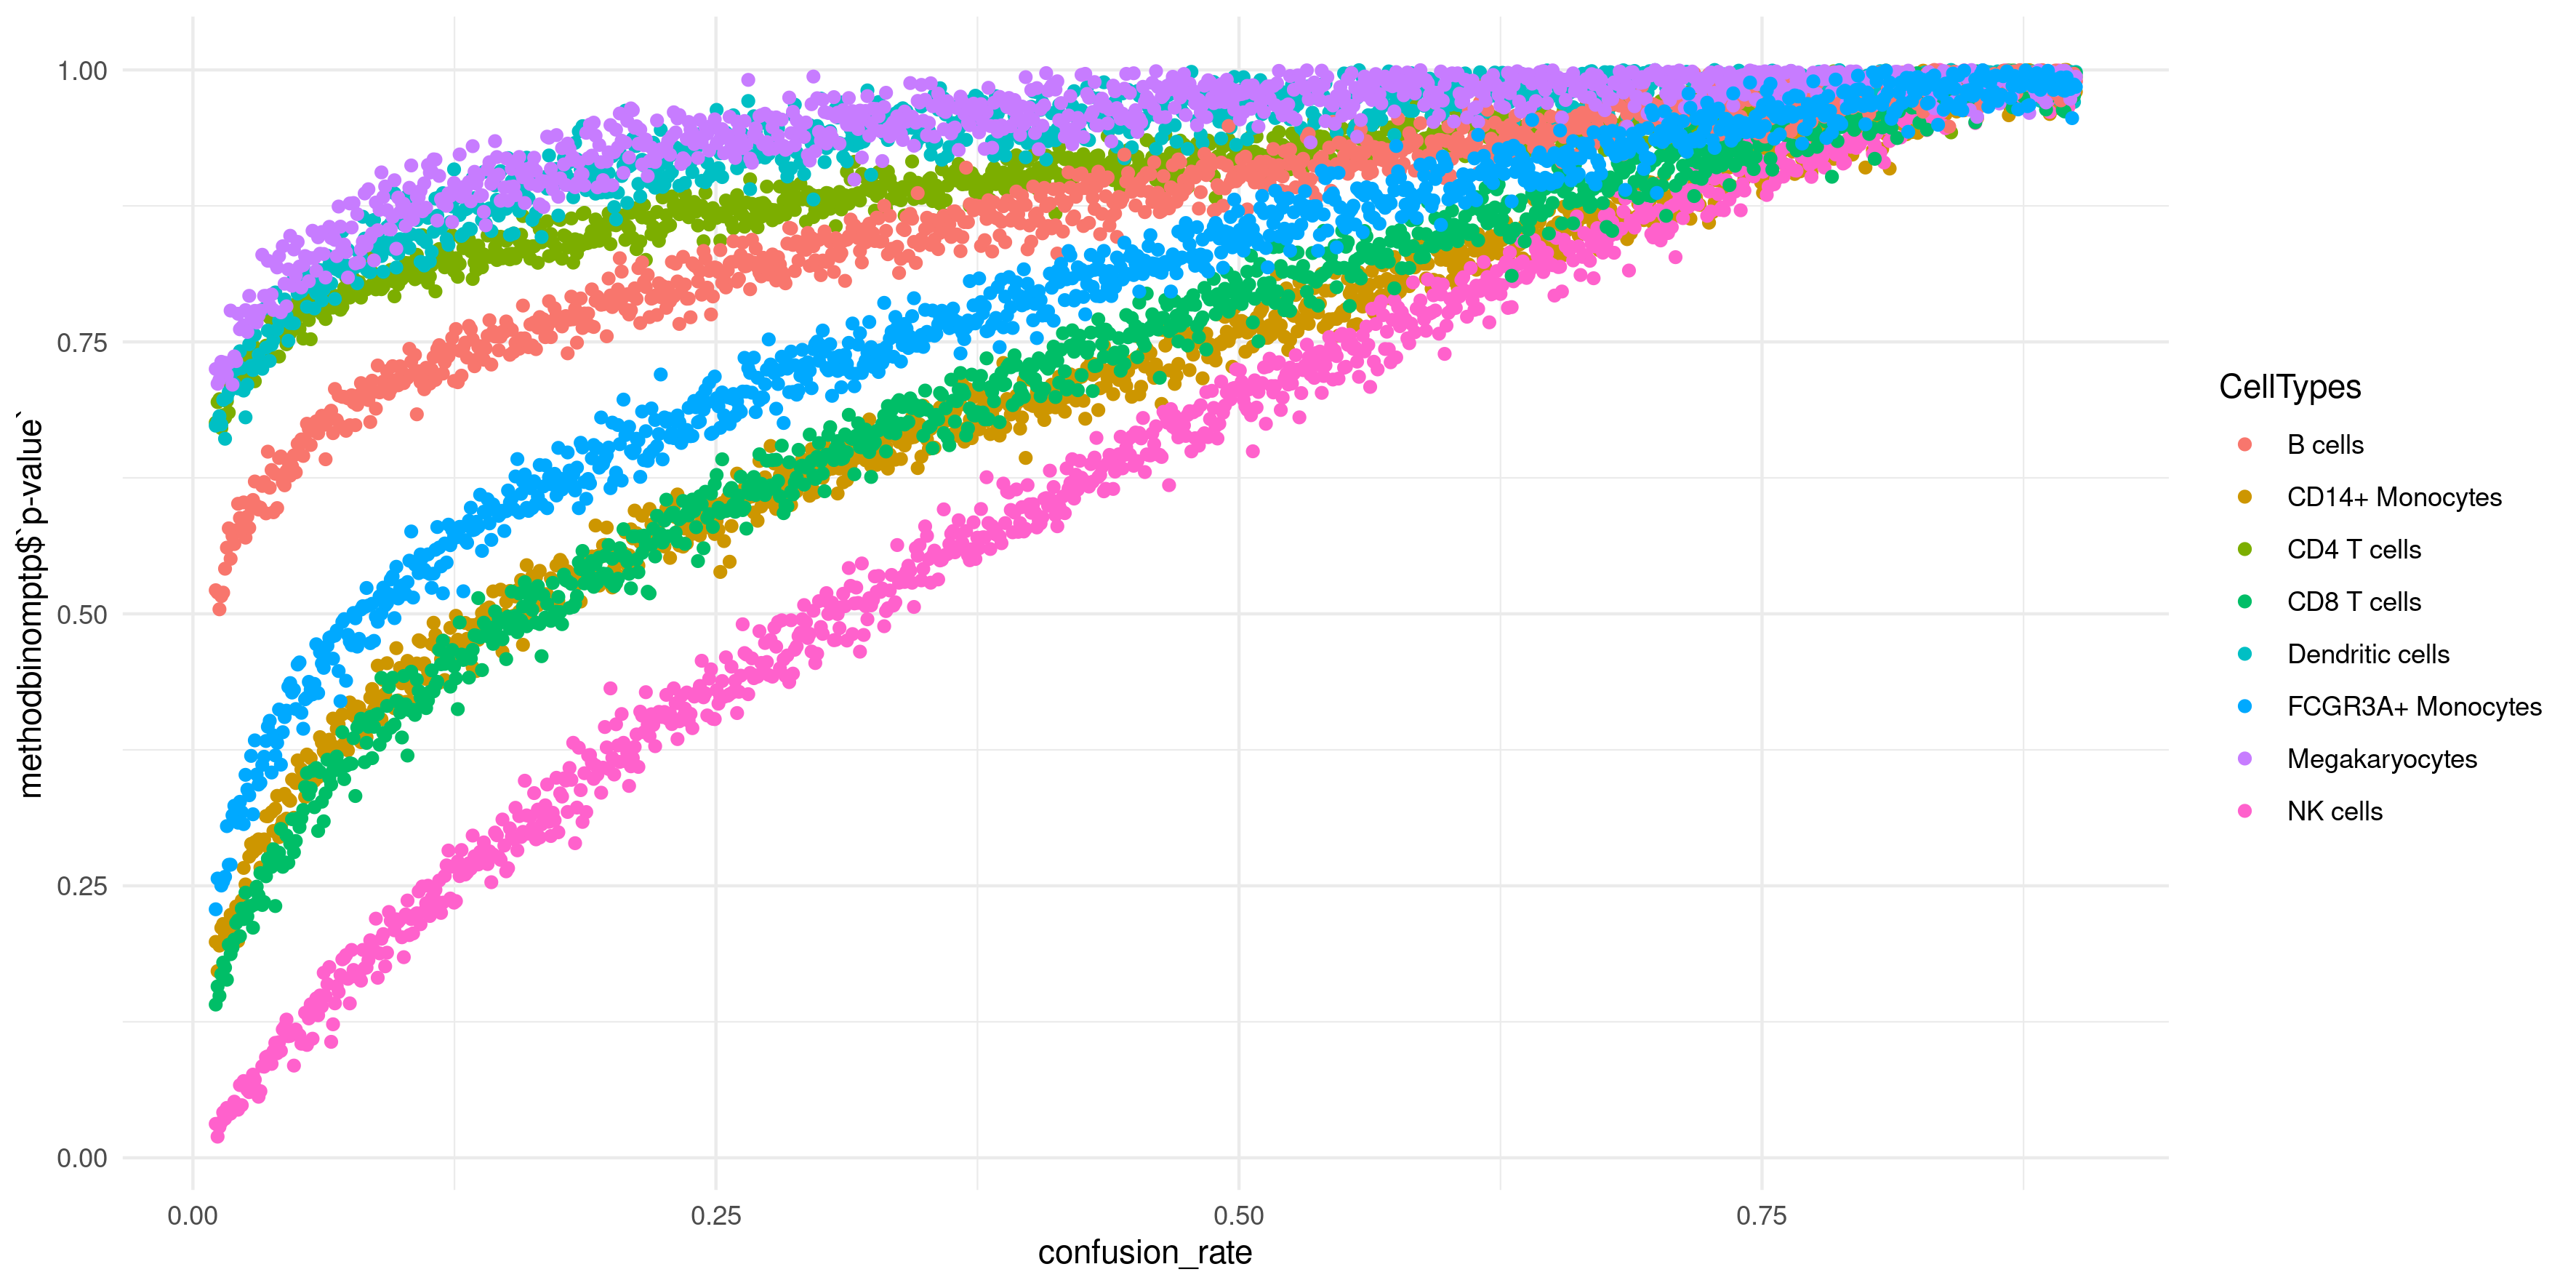 1.00
0.75
0.50
0.25
0.00
methodbinomptp$`p-value`
0.00 0.25 0.50 0.75
confusion_rate
CellTypes
B cells
CD14+ Monocytes
CD4 T cells
CD8 T cells
Dendritic cells
FCGR3A+ Monocytes
Megakaryocytes
NK cells